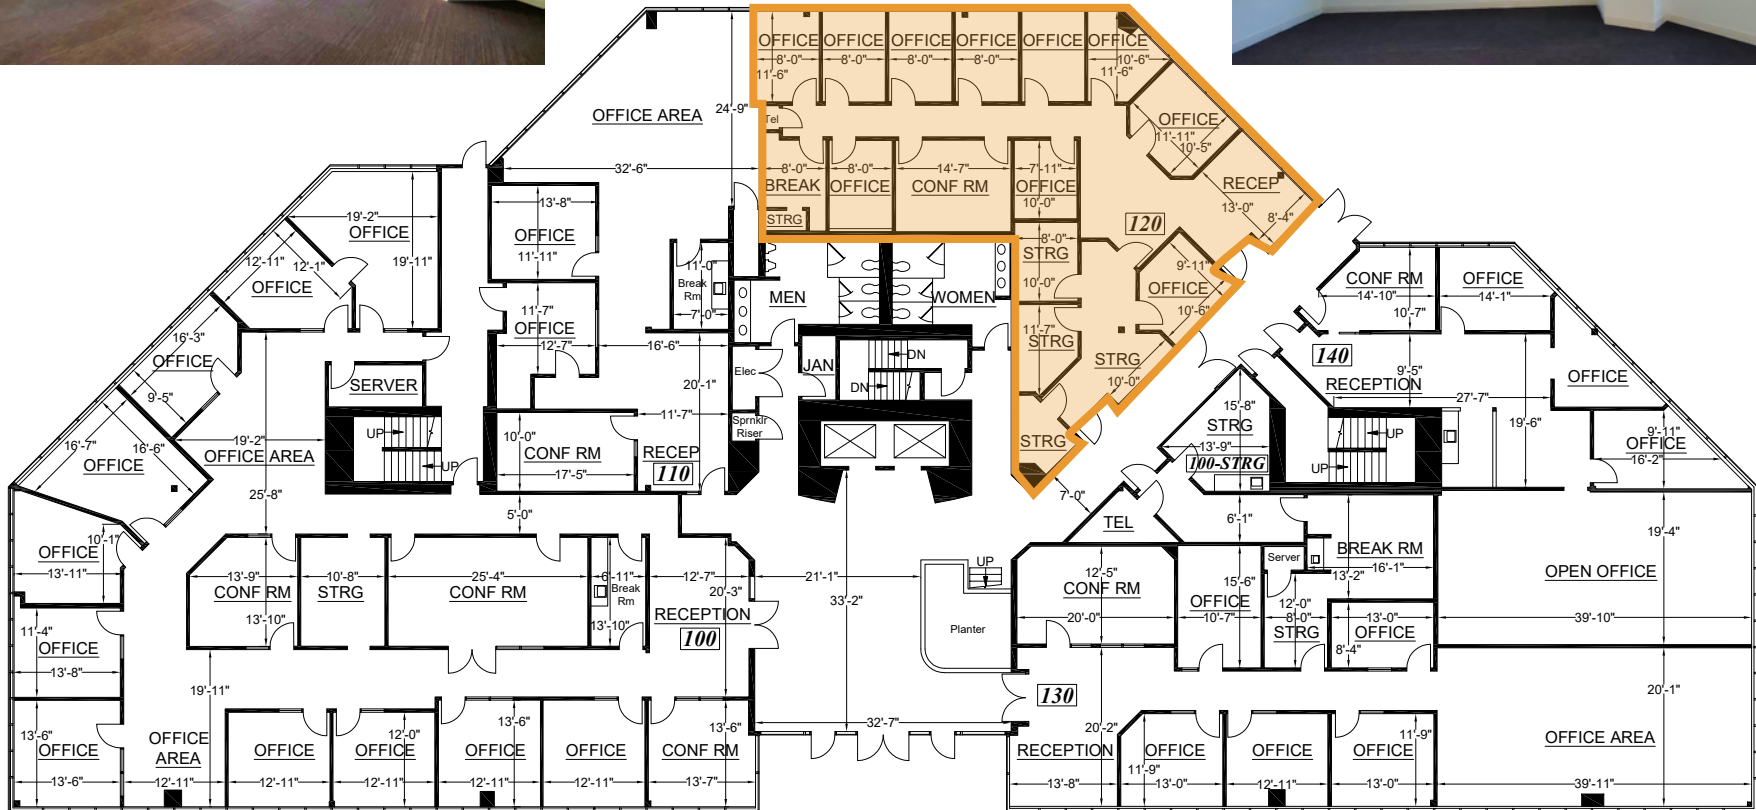 OFFICE OFFICE OFFICE OFFICE OFFICE OFFICE
8'-0" 8'-0" 8'-0" 8'-0" 10'-6"
11'-6" 11'-6"
24'-9"
OFFICE AREA
Tel
OFFICE
11'-11"
10'-5"
32'-6"
8'-0" 8'-0" 14'-7" 7'-11"
BREAK OFFICE CONF RM OFFICE
10'-0"
STRG
RECEP
13'-0"
8'-4"
120
13'-8"
OFFICE
11'-11"
19'-2"
OFFICE
19'-11"
12'-11"
12'-1"
OFFICE
8'-0"
STRG
10'-0"
9'-11"
OFFICE
10'-6"
11'-0"
Break
Rm
7'-0"
MEN
WOMEN
CONF RM
14'-10"
10'-7"
OFFICE
14'-1"
11'-7"
OFFICE
12'-7"
16'-6"
16'-3"
OFFICE
9'-5"
11'-7"
STRG
STRG
10'-0"
140
9'-5"
RECEPTION
27'-7"
OFFICE
SERVER
20'-1"
Elec
JAN
DN
DN
11'-7"
Sprnklr
Riser
16'-7"
16'-6"
OFFICE
19'-2"
OFFICE AREA
25'-8"
UP
UP
10'-0"
CONF RM
17'-5"
RECEP
110
STRG
15'-8"
STRG
13'-9"
100-STRG
UP
UP
19'-6"
9'-11"
OFFICE
16'-2"
7'-0"
5'-0"
TEL
6'-1"
19'-4"
OPEN OFFICE
39'-10"
10'-1"
OFFICE
13'-11"
13'-9"
CONF RM
13'-10"
10'-8"
STRG
25'-4"
CONF RM
6'-11"
Break
Rm
13'-10"
12'-7"
20'-3"
RECEPTION
100
21'-1"
33'-2"
UP
Planter
12'-5"
CONF RM
20'-0"
15'-6"
OFFICE
10'-7"
Server
12'-0"
8'-0"
STRG
BREAK RM
16'-1"
13'-2"
13'-0"
OFFICE
8'-4"
11'-4"
OFFICE
13'-8"
19'-11"
130
20'-1"
32'-7"
13'-6"
OFFICE
13'-6"
OFFICE
AREA
12'-11"
OFFICE
12'-11"
12'-0"
OFFICE
12'-11"
13'-6"
OFFICE
12'-11"
OFFICE
12'-11"
13'-6"
CONF RM
13'-7"
20'-2"
RECEPTION
13'-8"
OFFICE
11'-9"
13'-0"
OFFICE
12'-11"
11'-9"
OFFICE
13'-0"
OFFICE AREA
39'-11"